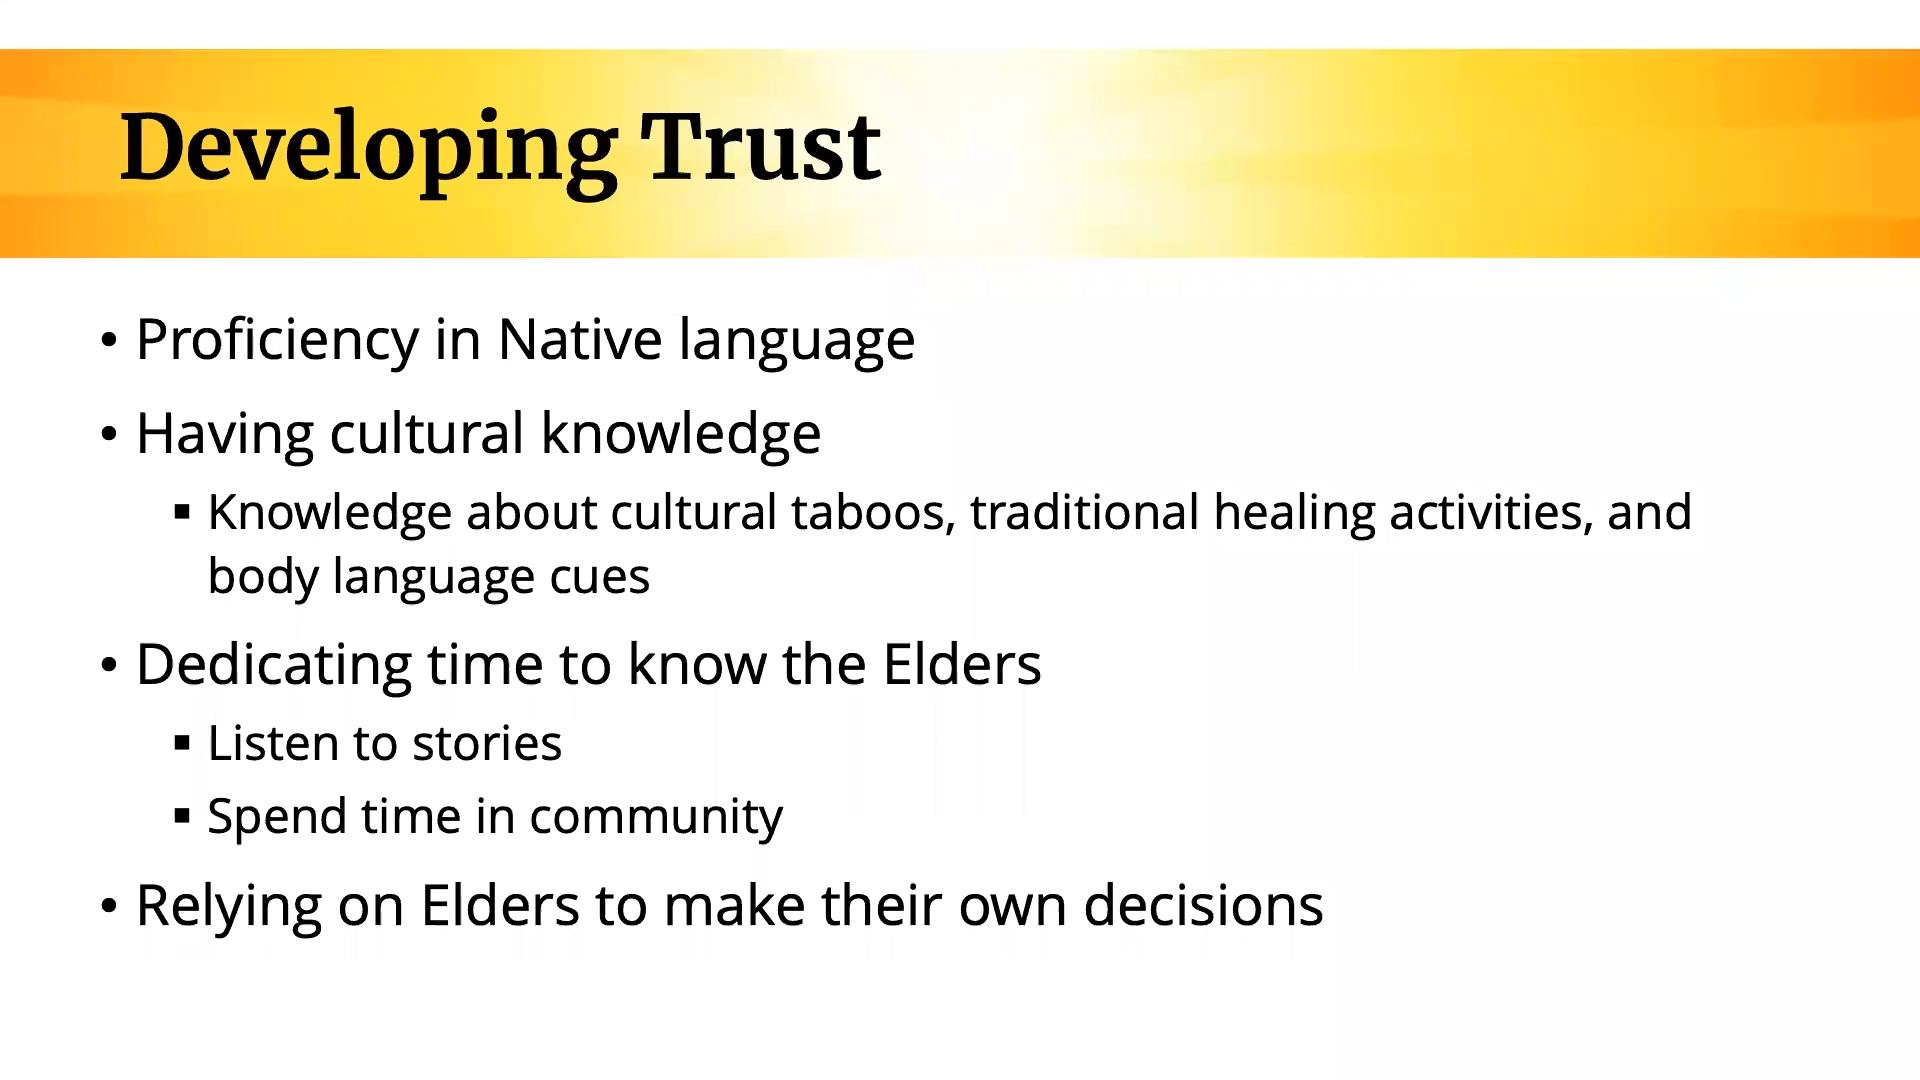 Developing Trust
• Proficiency in Native language
• Having cultural knowledge
▪ Knowledge about cultural taboos, traditional healing activities, and
body language cues
• Dedicating time to know the Elders
▪ Listen to stories
▪ Spend time in community
• Relying on Elders to make their own decisions